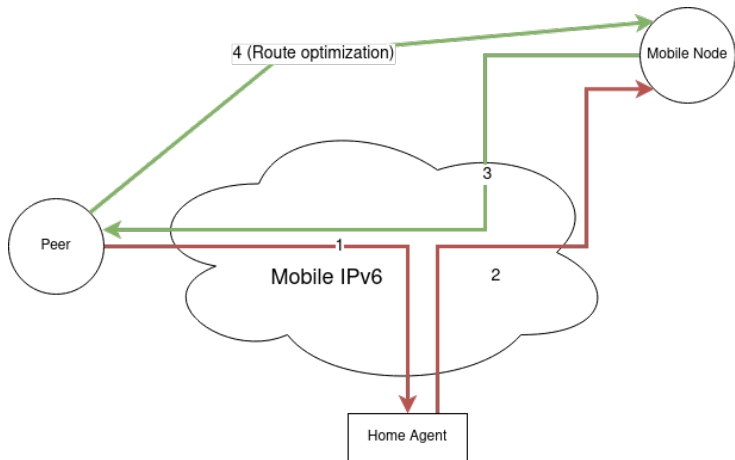 4 (Route optimization)
Mobile Node
3
Peer
1
Mobile IPv6
2
Home Agent